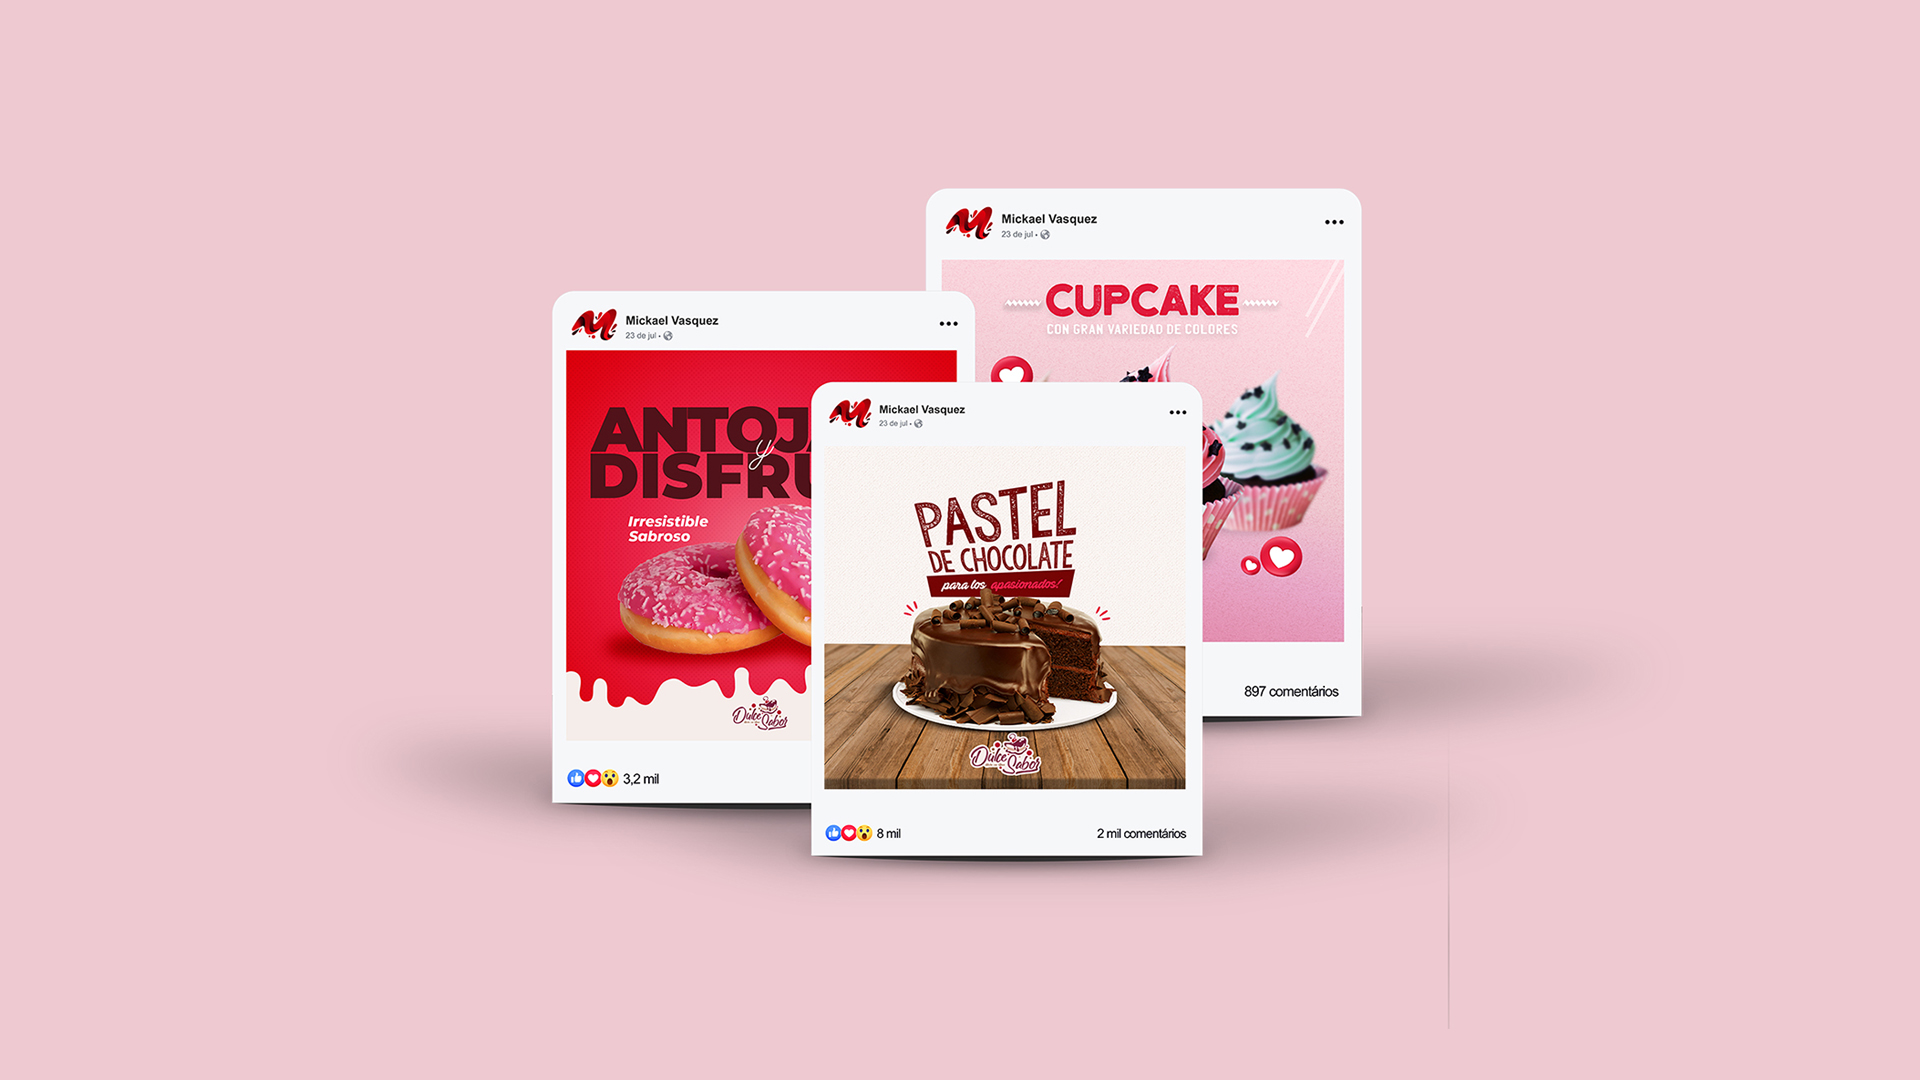 Mickael Vasquez
23 de jul
CUPCAKE
CON GRAN VARIEDAD DE COLORES
897 comentários
Mickael Vasquez
23 de jul
ANTOJ
y
DISFRU
Irresistible
Sabroso
Dulce
Sabor
3,2 mil
Mickael Vasquez
23 de jul
PASTEL
DE CHOCOLATE
para los apasionados!
Dulce
Sabor
8 mil
2 mil comentários